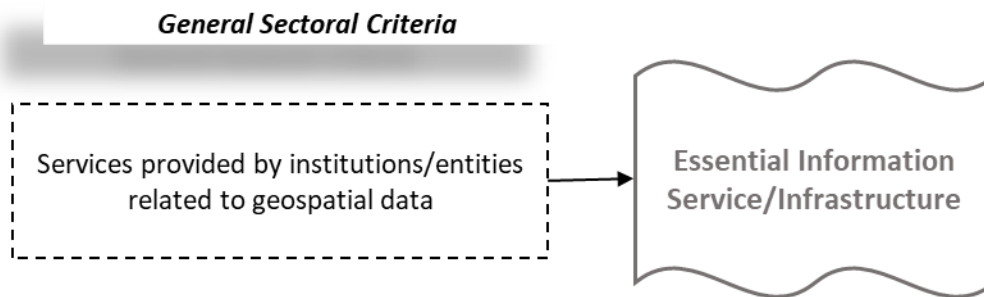 General Sectoral Criteria
Services provided by institutions/entities
related to geospatial data
Essential Information
Service/Infrastructure